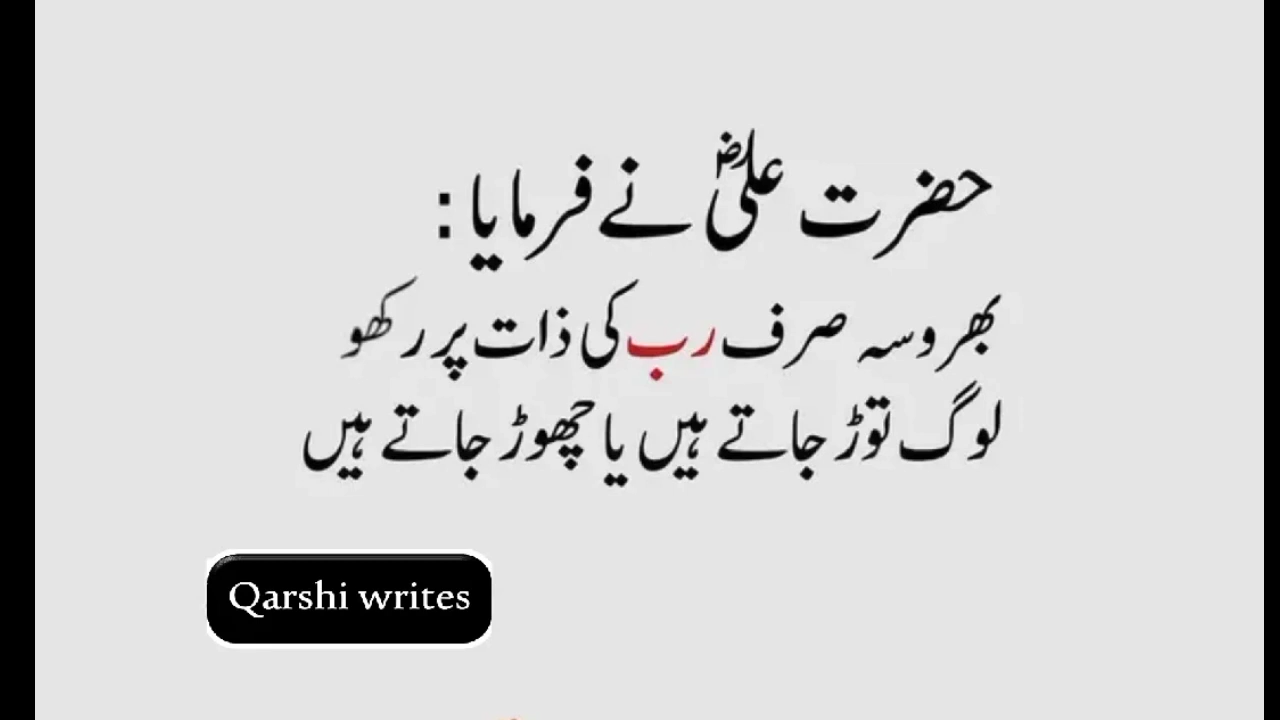 حضرت علیؓ نے فرمایا :
بھروسہ صرف رب کی ذات پر رکھو
لوگ توڑ جاتے ہیں یا چھوڑ جاتے ہیں
Qarshi writes